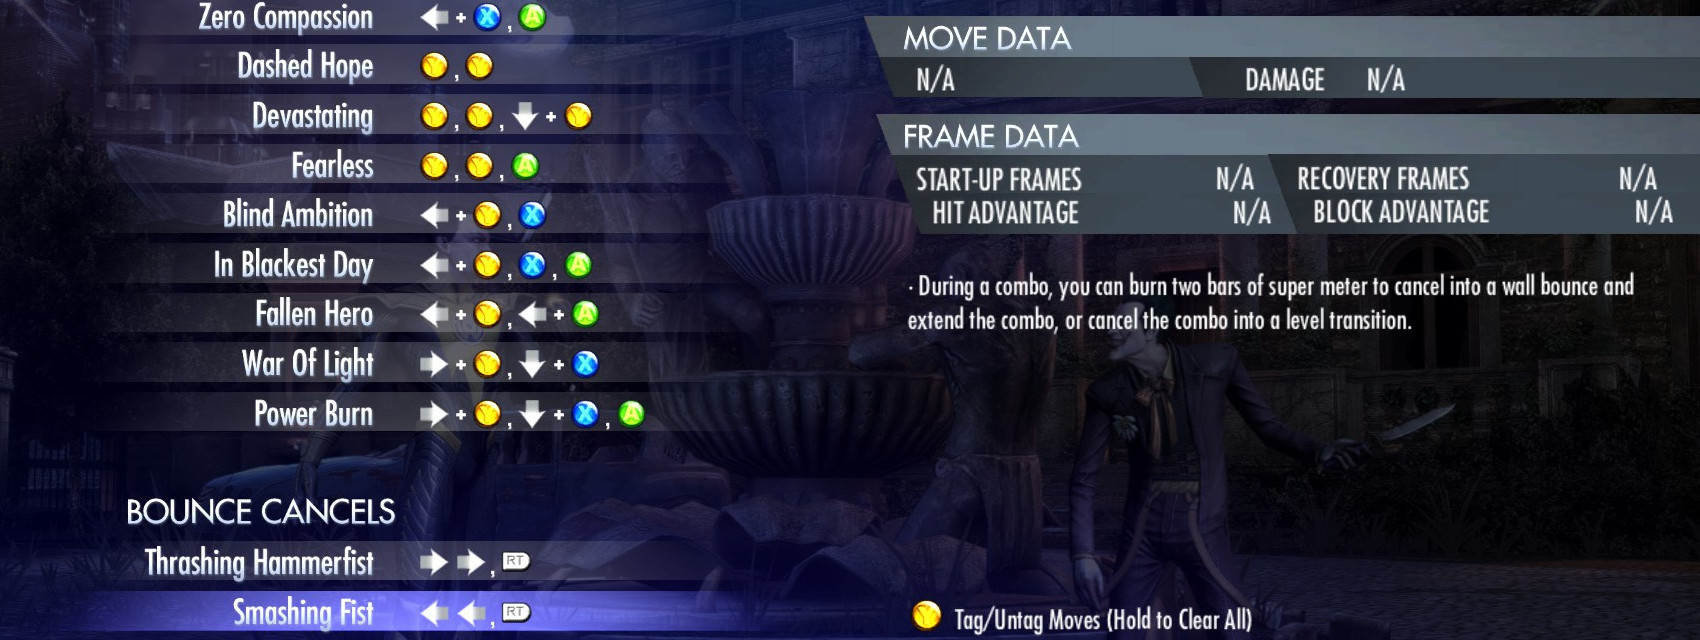 Zero Compassion + X , A
Dashed Hope Y , Y
Devastating Y , Y , + Y
Fearless Y , Y , A
Blind Ambition + Y , X
In Blackest Day + Y , X , A
Fallen Hero + Y , + A
War Of Light + Y , + X
Power Burn + Y , + X , A
BOUNCE CANCELS
Thrashing Hammerfist , RT
Smashing Fist , RT
MOVE DATA
N/A DAMAGE N/A
FRAME DATA
START-UP FRAMES N/A RECOVERY FRAMES N/A
HIT ADVANTAGE N/A BLOCK ADVANTAGE N/A
· During a combo, you can burn two bars of super meter to cancel into a wall bounce and
extend the combo, or cancel the combo into a level transition.
Y Tag/Untag Moves (Hold to Clear All)